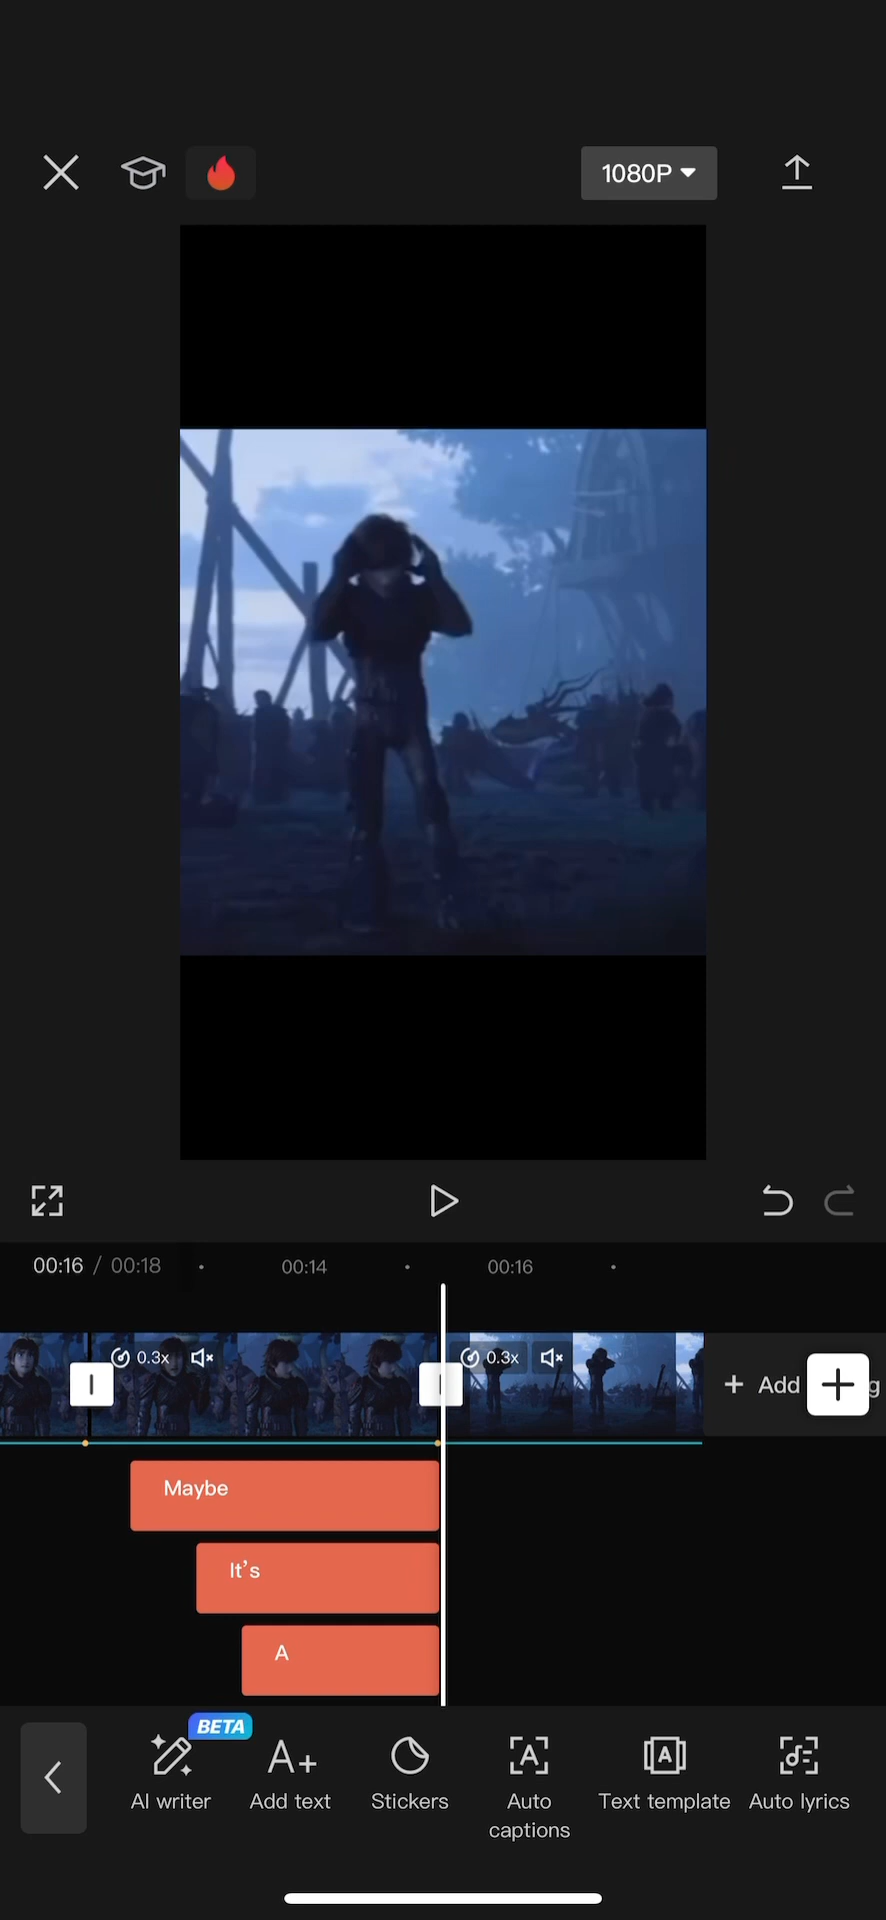 1080P
00:16 / 00:18
00:14
00:16
0.3x
0.3x
+ Add
g
Maybe
It's
A
BETA
AI writer
Add text
Stickers
Auto
captions
Text template
Auto lyrics